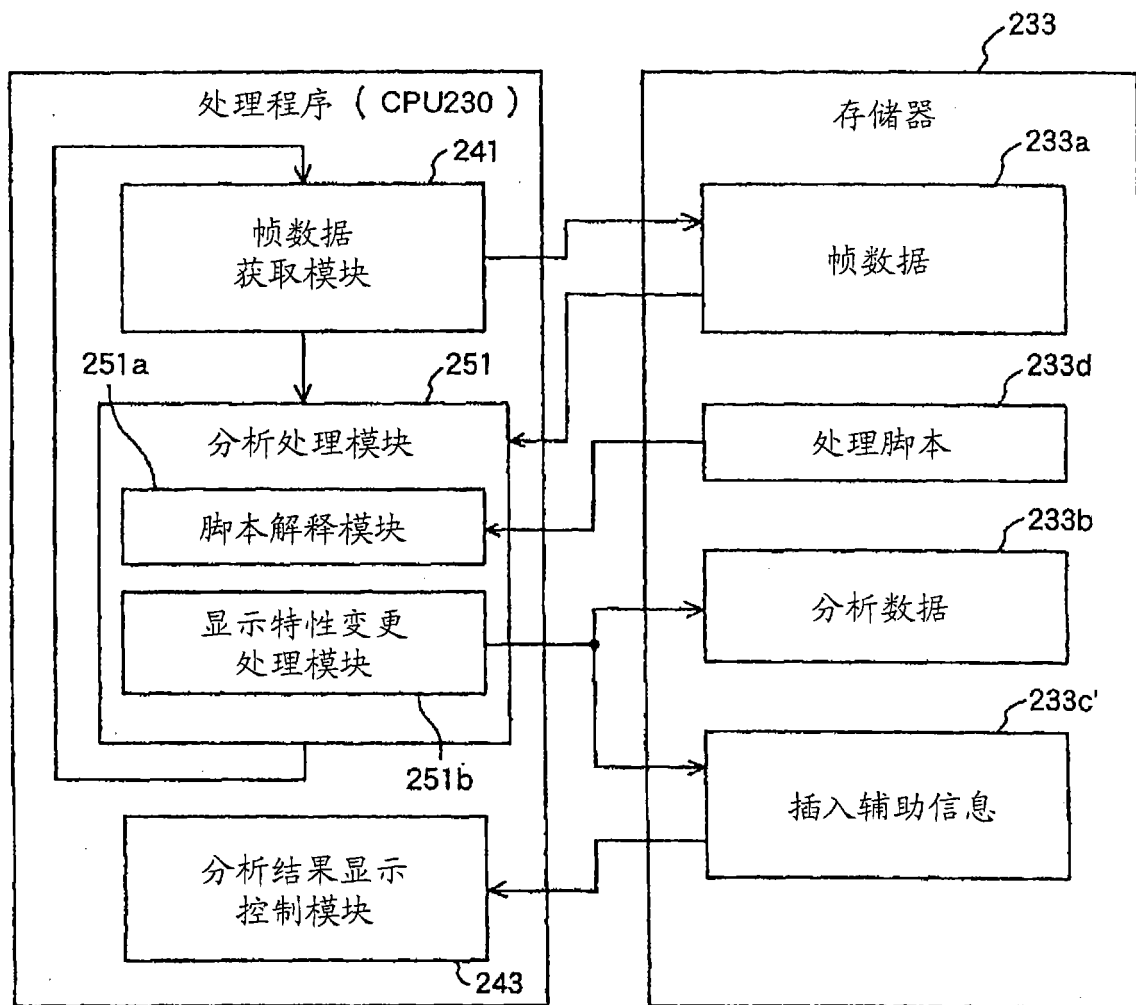 233
处理程序 ( CPU230 )
241
帧数据
获取模块
251a
251
分析处理模块
脚本解释模块
显示特性变更
处理模块
251b
分析结果显示
控制模块
243
存储器
233a
帧数据
233d
处理脚本
233b
分析数据
233c'
插入辅助信息